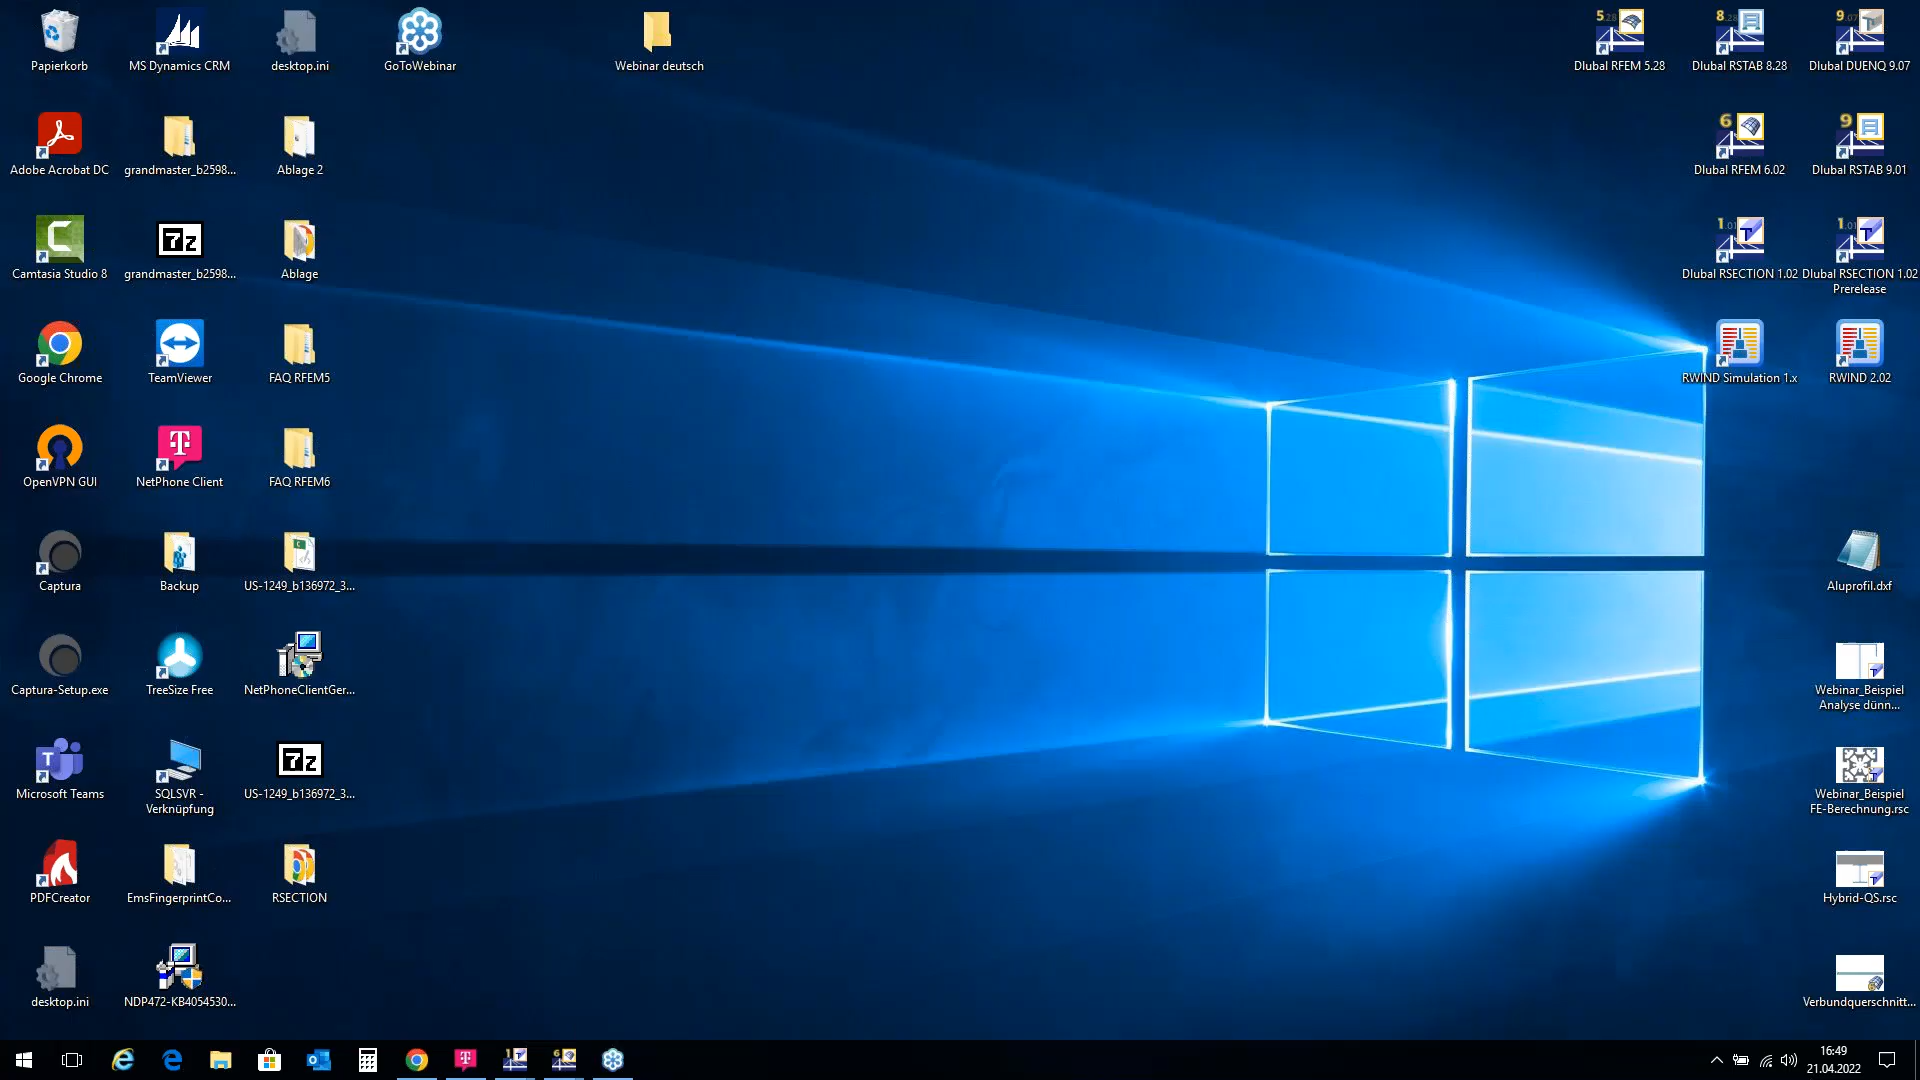 Papierkorb
MS Dynamics CRM
desktop.ini
GoToWebinar
Webinar deutsch
Dlubal RFEM 5.28
Dlubal RSTAB 8.28
Dlubal DUENQ 9.07
Adobe Acrobat DC
grandmaster_b2598...
Ablage 2
Dlubal RFEM 6.02
Dlubal RSTAB 9.01
Camtasia Studio 8
grandmaster_b2598...
Ablage
Dlubal RSECTION 1.02
Dlubal RSECTION 1.02
Prerelease
Google Chrome
TeamViewer
FAQ RFEM5
RWIND Simulation 1.x
RWIND 2.02
OpenVPN GUI
NetPhone Client
FAQ RFEM6
Captura
Backup
US-1249_b136972_3...
Aluprofil.dxf
Captura-Setup.exe
TreeSize Free
NetPhoneClientGer...
Webinar_Beispiel
Analyse dünn...
Microsoft Teams
SQLSVR -
Verknüpfung
US-1249_b136972_3...
Webinar_Beispiel
FE-Berechnung.rsc
PDFCreator
EmsFingerprintCo...
RSECTION
Hybrid-QS.rsc
desktop.ini
NDP472-KB4054530...
Verbundquerschnitt...
16:49
21.04.2022